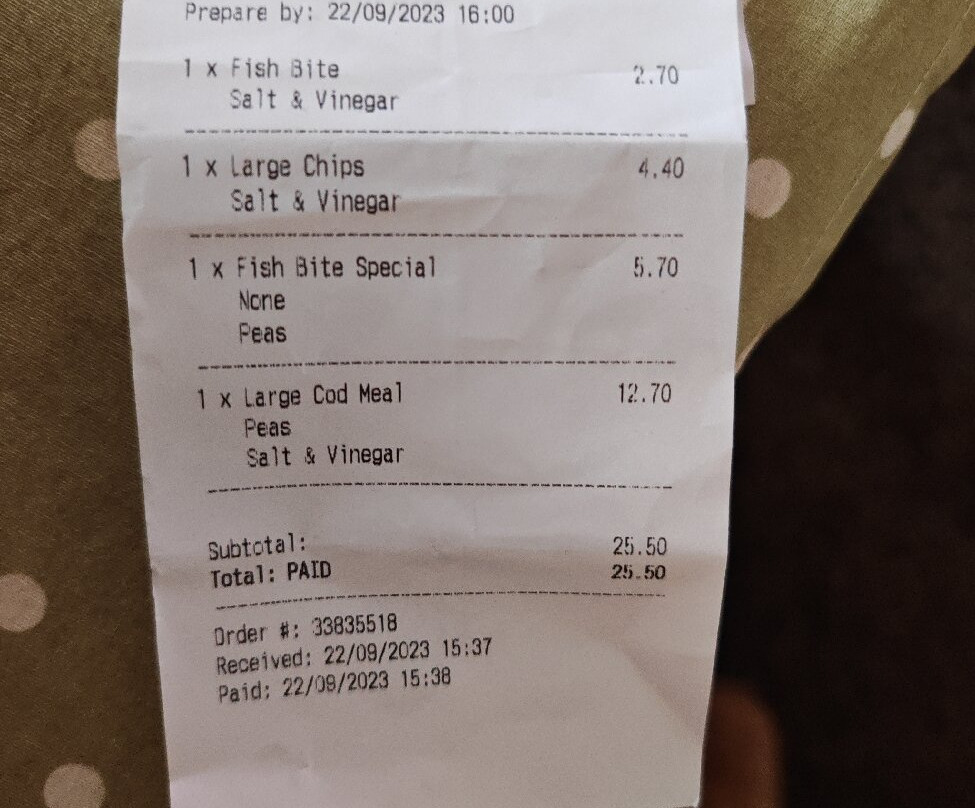 Prepare by: 22/09/2023 16:00
1 x Fish Bite 2.70
Salt & Vinegar
1 x Large Chips 4.40
Salt & Vinegar
1 x Fish Bite Special 5.70
None
Peas
1 x Large Cod Meal 12.70
Peas
Salt & Vinegar
Subtotal: 25.50
Total: PAID 25.50
Order #: 33835518
Received: 22/09/2023 15:37
Paid: 22/09/2023 15:38